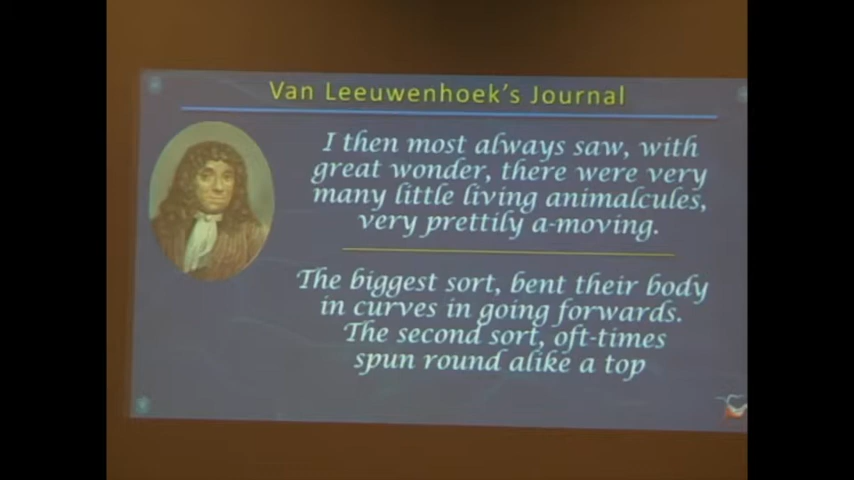 Van Leeuwenhoek's Journal
I then most always saw, with
great wonder, there were very
many little living animalcules,
very prettily a-moving.
The biggest sort, bent their body
in curves in going forwards.
The second sort, oft-times
spun round alike a top